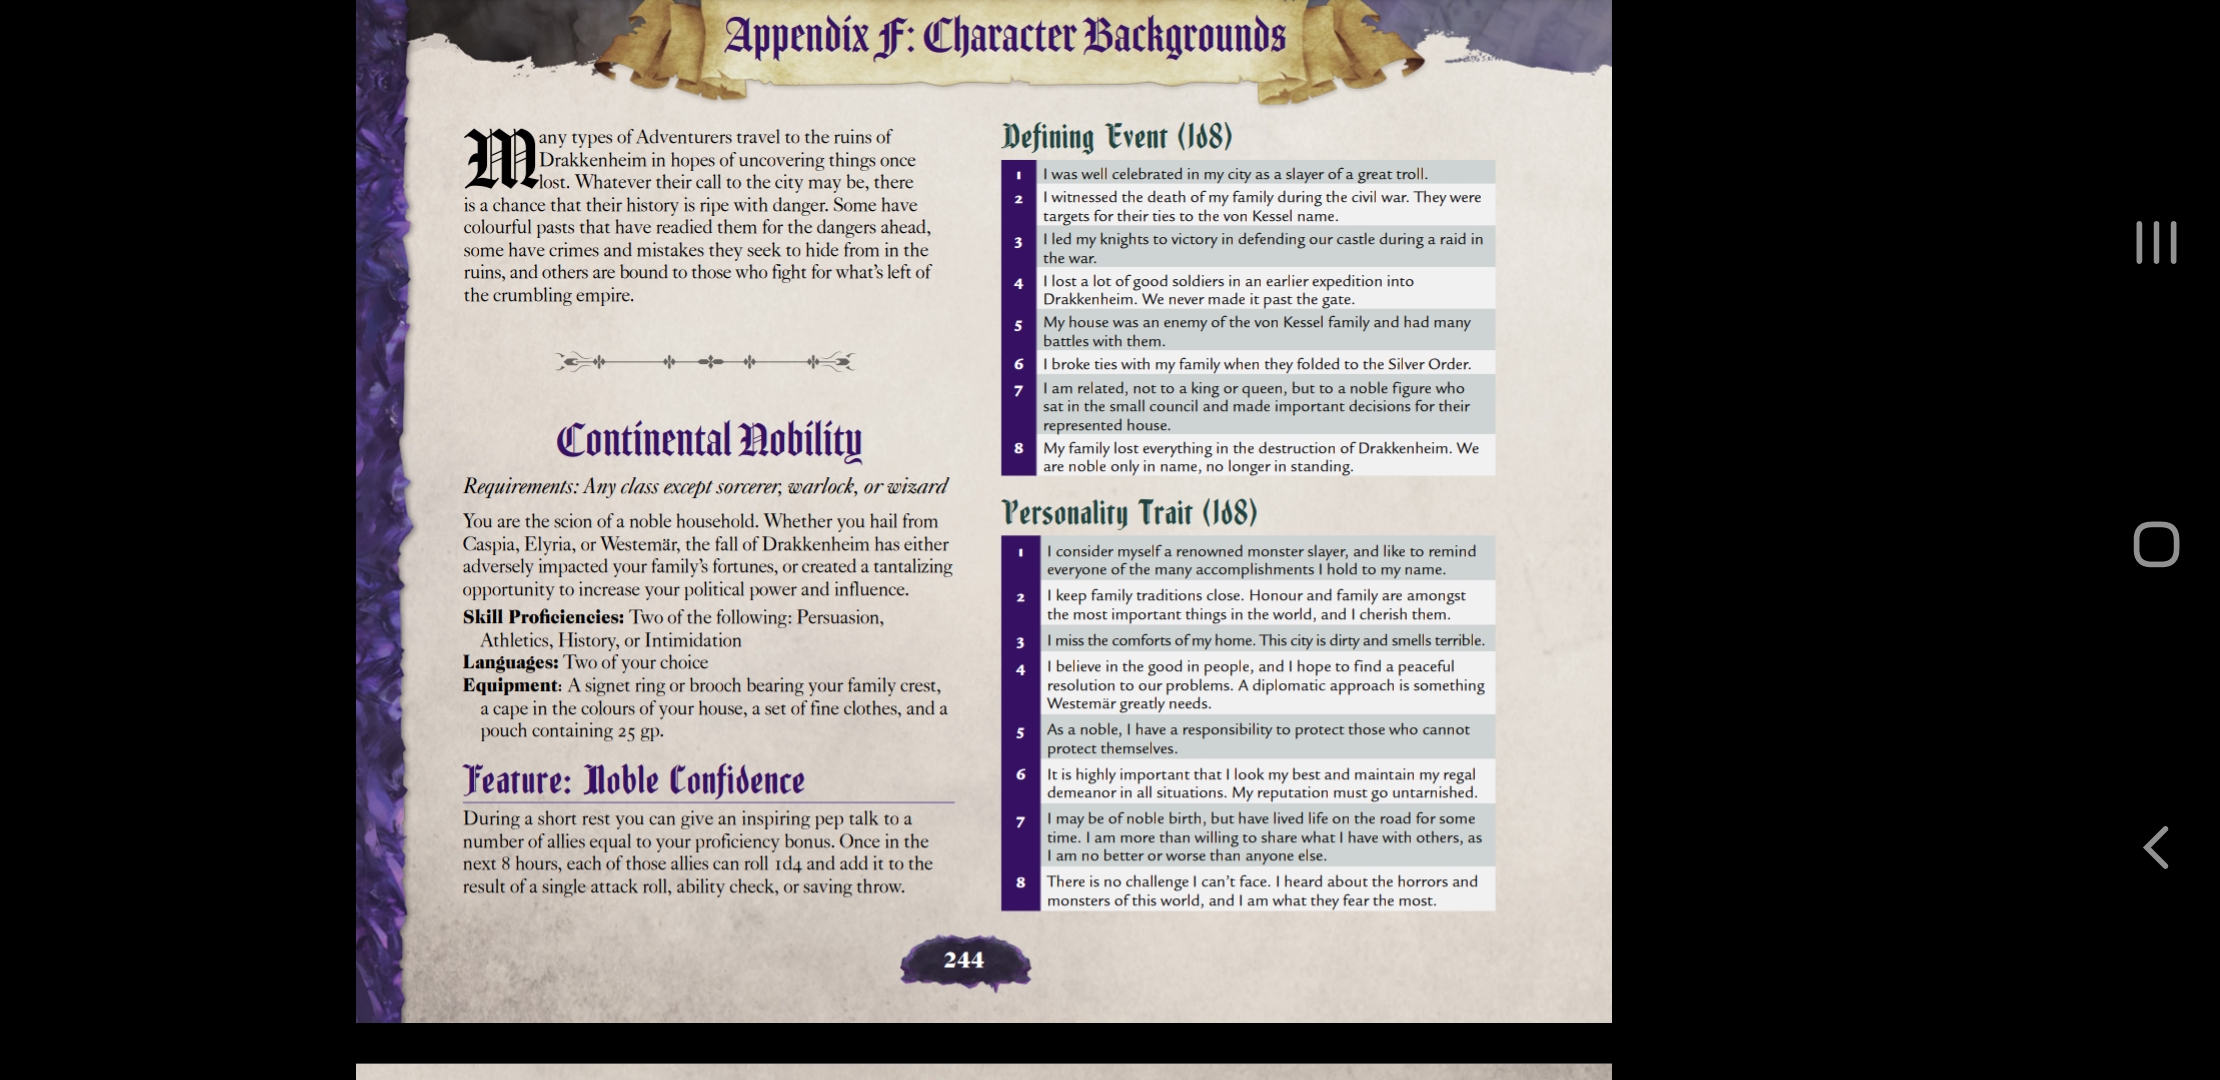 Appendix F: Character Backgrounds
Many types of Adventurers travel to the ruins of
Drakkenheim in hopes of uncovering things once
lost. Whatever their call to the city may be, there
is a chance that their history is ripe with danger. Some have
colourful pasts that have readied them for the dangers ahead,
some have crimes and mistakes they seek to hide from in the
ruins, and others are bound to those who fight for what's left of
the crumbling empire.
Continental Nobility
Requirements: Any class except sorcerer, warlock, or wizard
You are the scion of a noble household. Whether you hail from
Caspia, Elyria, or Westemär, the fall of Drakkenheim has either
adversely impacted your family's fortunes, or created a tantalizing
opportunity to increase your political power and influence.
Skill Proficiencies: Two of the following: Persuasion,
Athletics, History, or Intimidation
Languages: Two of your choice
Equipment: A signet ring or brooch bearing your family crest,
a cape in the colours of your house, a set of fine clothes, and a
pouch containing 25 gp.
Feature: Noble Confidence
During a short rest you can give an inspiring pep talk to a
number of allies equal to your proficiency bonus. Once in the
next 8 hours, each of those allies can roll 1d4 and add it to the
result of a single attack roll, ability check, or saving throw.
Defining Event (1d8)
1 I was well celebrated in my city as a slayer of a great troll.
2 I witnessed the death of my family during the civil war. They were
targets for their ties to the von Kessel name.
3 I led my knights to victory in defending our castle during a raid in
the war.
4 I lost a lot of good soldiers in an earlier expedition into
Drakkenheim. We never made it past the gate.
5 My house was an enemy of the von Kessel family and had many
battles with them.
6 I broke ties with my family when they folded to the Silver Order.
7 I am related, not to a king or queen, but to a noble figure who
sat in the small council and made important decisions for their
represented house.
8 My family lost everything in the destruction of Drakkenheim. We
are noble only in name, no longer in standing.
Personality Trait (1d8)
1 I consider myself a renowned monster slayer, and like to remind
everyone of the many accomplishments I hold to my name.
2 I keep family traditions close. Honour and family are amongst
the most important things in the world, and I cherish them.
3 I miss the comforts of my home. This city is dirty and smells terrible.
4 I believe in the good in people, and I hope to find a peaceful
resolution to our problems. A diplomatic approach is something
Westemär greatly needs.
5 As a noble, I have a responsibility to protect those who cannot
protect themselves.
6 It is highly important that I look my best and maintain my regal
demeanor in all situations. My reputation must go untarnished.
7 I may be of noble birth, but have lived life on the road for some
time. I am more than willing to share what I have with others, as
I am no better or worse than anyone else.
8 There is no challenge I can't face. I heard about the horrors and
monsters of this world, and I am what they fear the most.
244